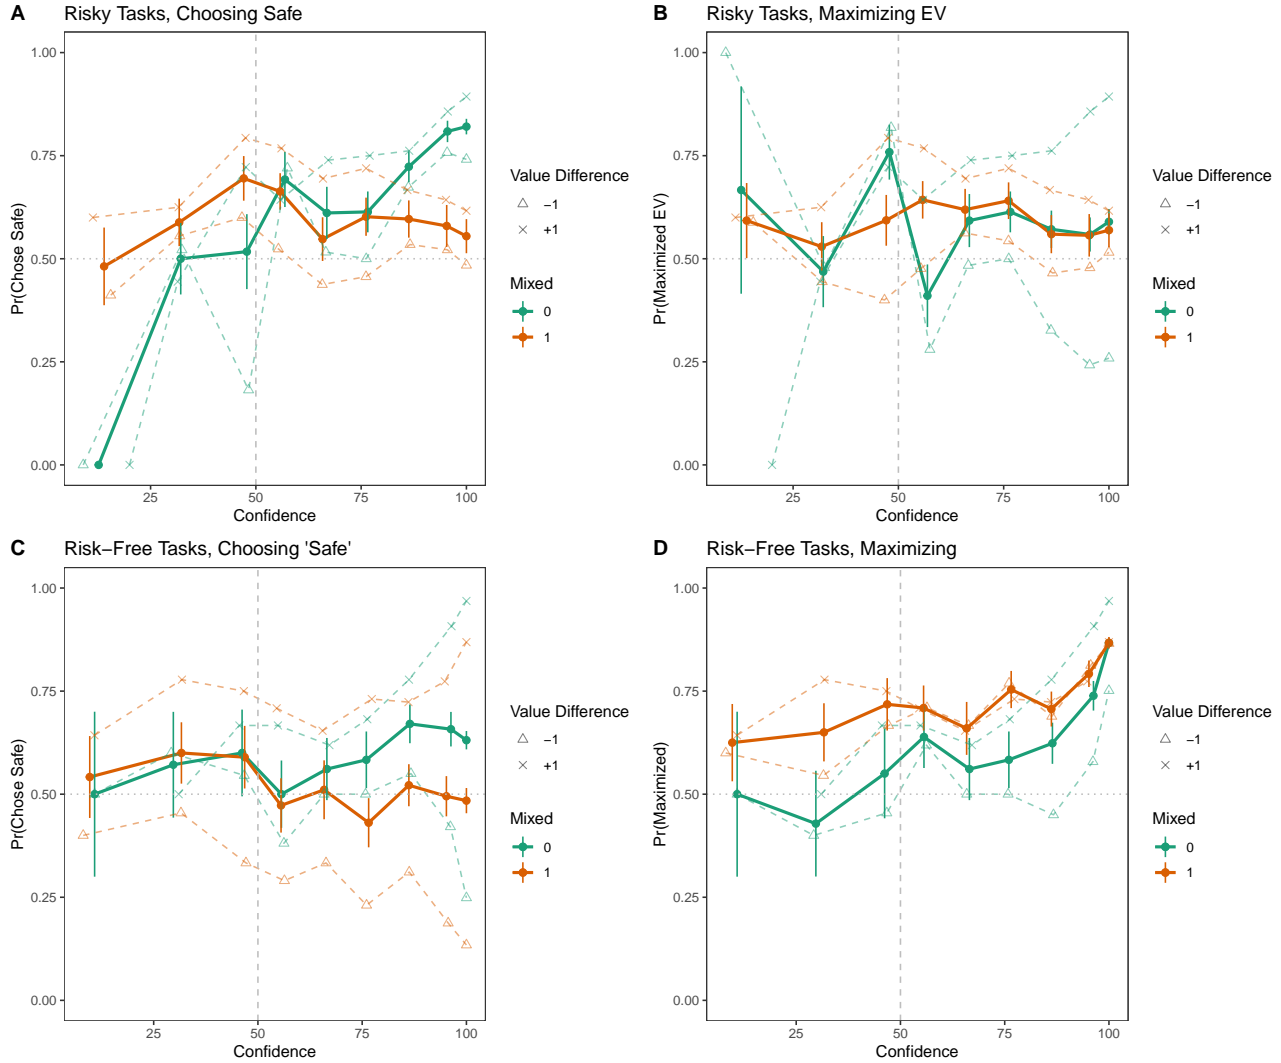 A
Risky Tasks, Choosing Safe
1.00
0.75
0.50
0.25
0.00
Pr(Chose Safe)
25
50
75
100
Confidence
Value Difference
−1
+1
Mixed
0
1
B
Risky Tasks, Maximizing EV
1.00
0.75
0.50
0.25
0.00
Pr(Maximized EV)
25
50
75
100
Confidence
Value Difference
−1
+1
Mixed
0
1
C
Risk−Free Tasks, Choosing 'Safe'
1.00
0.75
0.50
0.25
0.00
Pr(Chose Safe)
25
50
75
100
Confidence
Value Difference
−1
+1
Mixed
0
1
D
Risk−Free Tasks, Maximizing
1.00
0.75
0.50
0.25
0.00
Pr(Maximized)
25
50
75
100
Confidence
Value Difference
−1
+1
Mixed
0
1